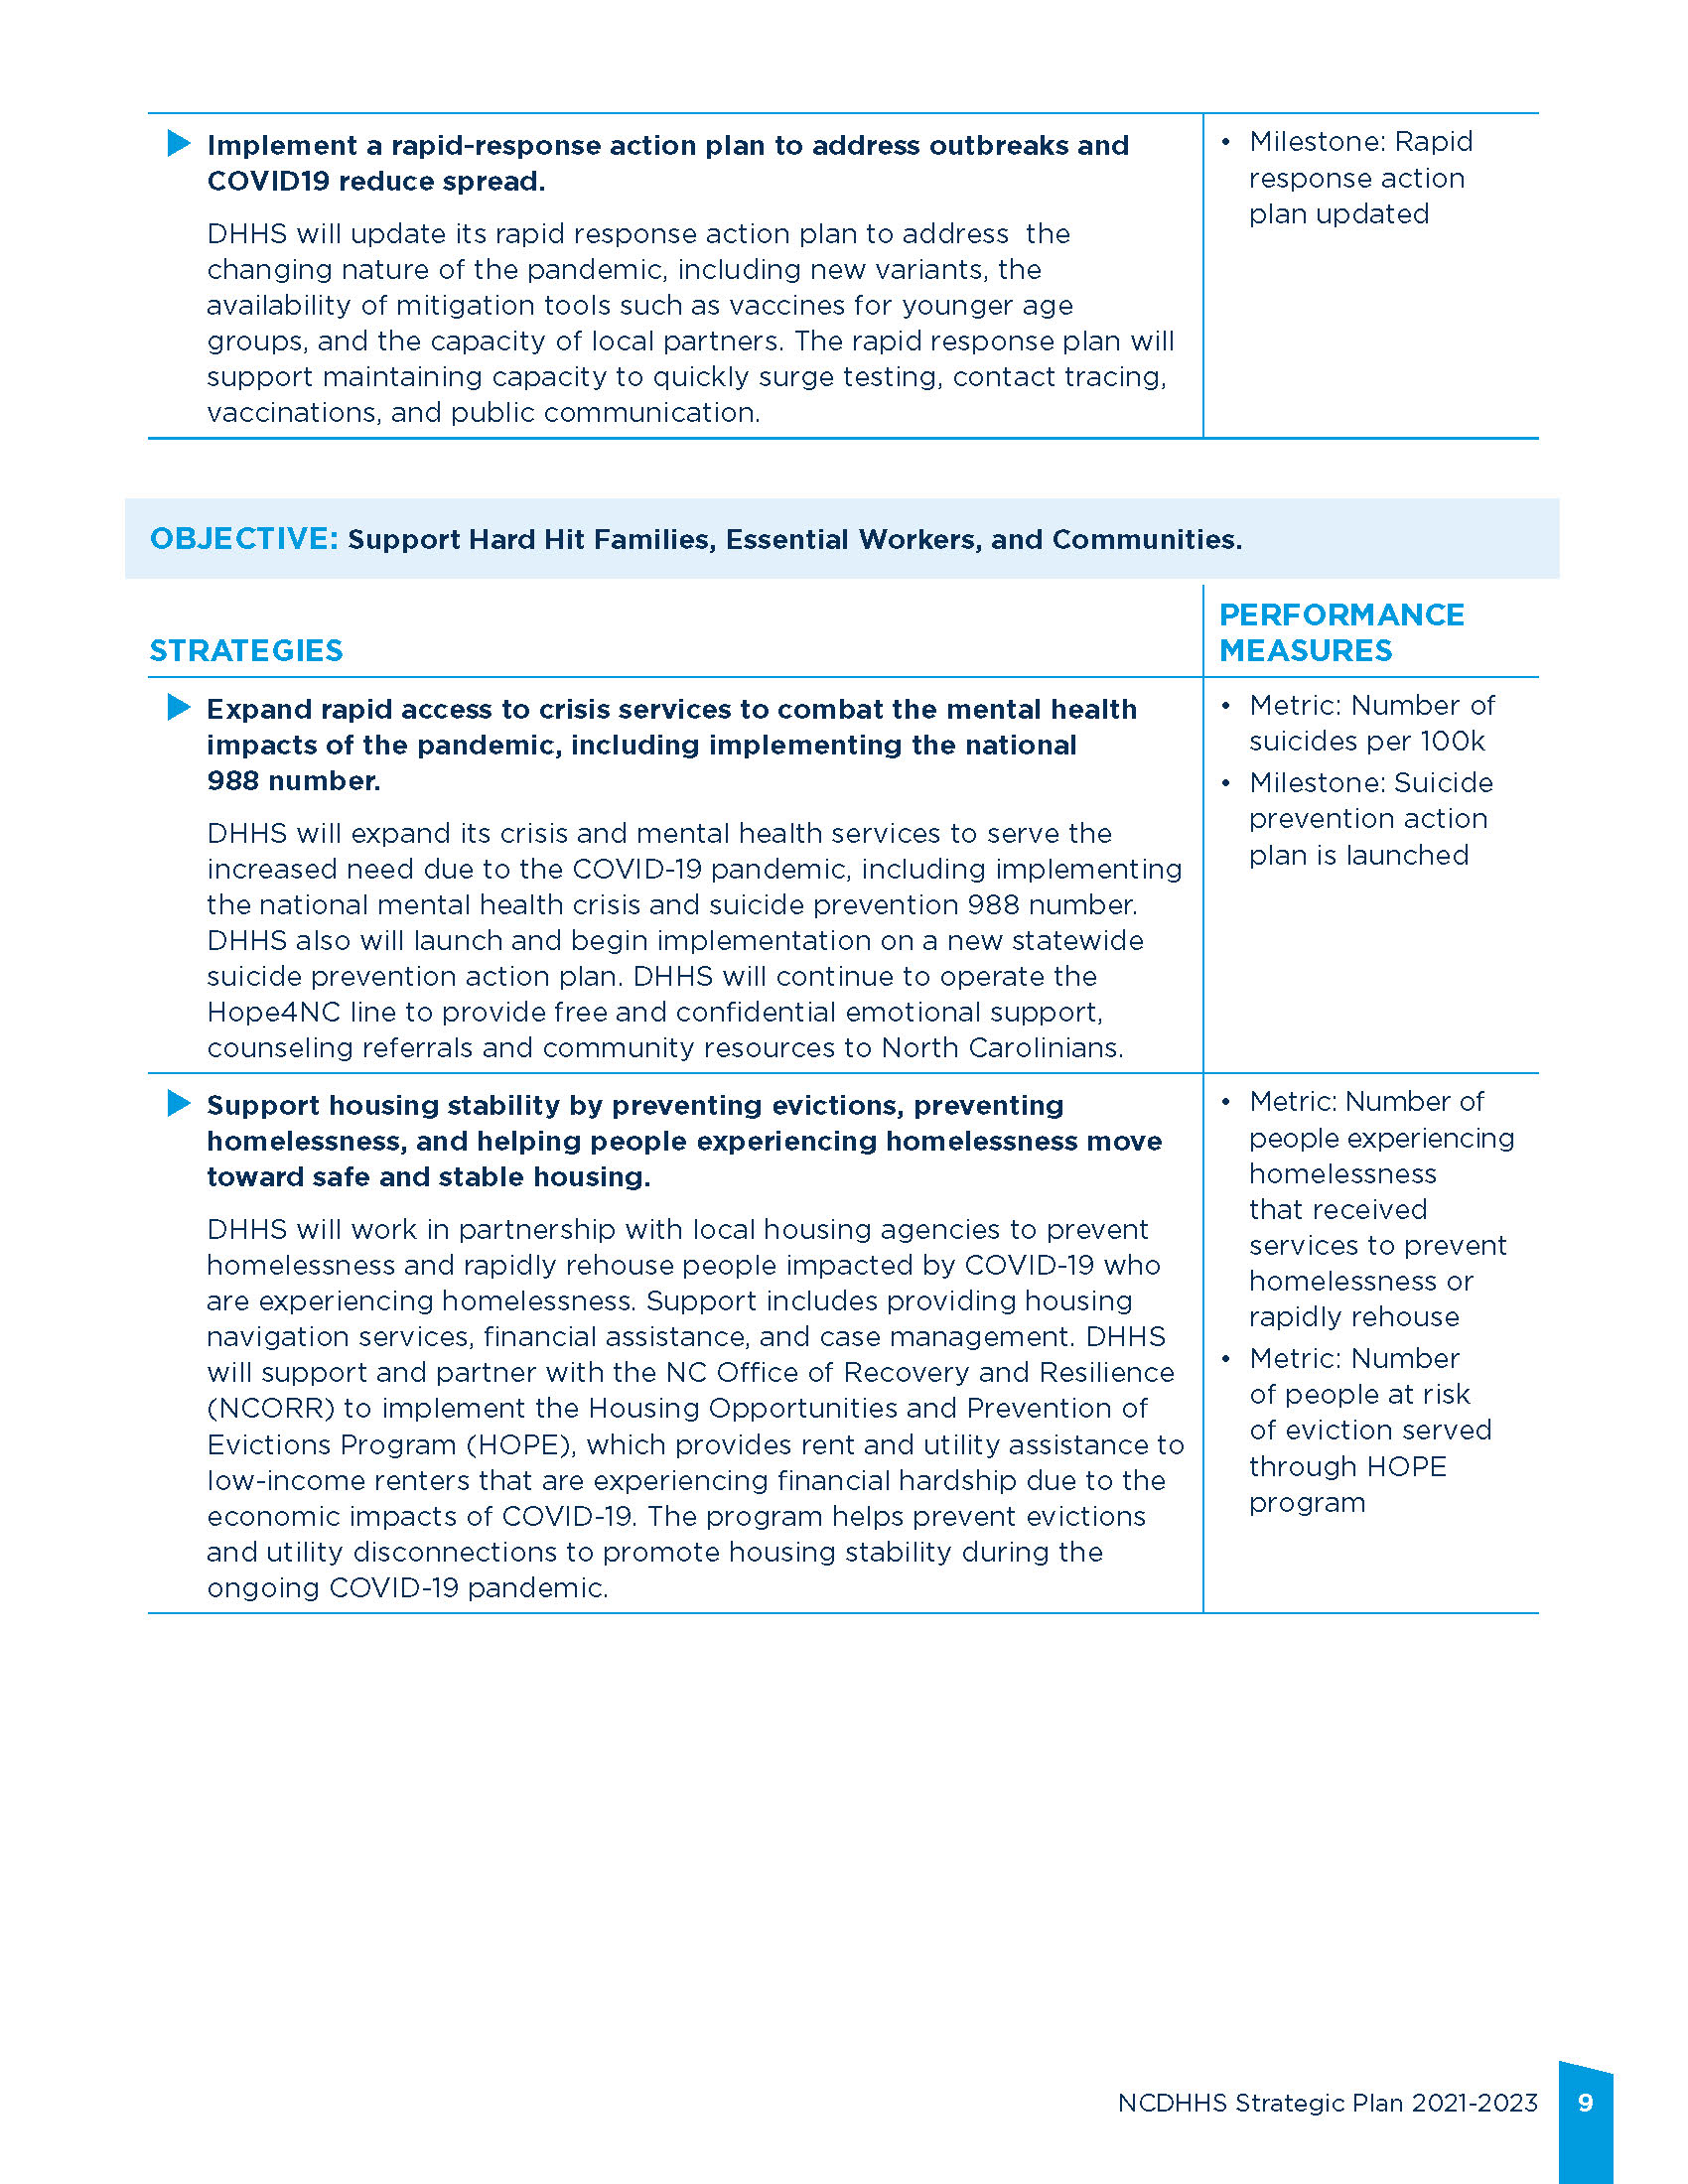 Implement a rapid-response action plan to address outbreaks and
COVID19 reduce spread.
DHHS will update its rapid response action plan to address  the
changing nature of the pandemic, including new variants, the
availability of mitigation tools such as vaccines for younger age
groups, and the capacity of local partners. The rapid response plan will
support maintaining capacity to quickly surge testing, contact tracing,
vaccinations, and public communication.
• Milestone: Rapid
response action
plan updated
OBJECTIVE: Support Hard Hit Families, Essential Workers, and Communities.
STRATEGIES
PERFORMANCE
MEASURES
Expand rapid access to crisis services to combat the mental health
impacts of the pandemic, including implementing the national
988 number.
DHHS will expand its crisis and mental health services to serve the
increased need due to the COVID-19 pandemic, including implementing
the national mental health crisis and suicide prevention 988 number.
DHHS also will launch and begin implementation on a new statewide
suicide prevention action plan. DHHS will continue to operate the
Hope4NC line to provide free and confidential emotional support,
counseling referrals and community resources to North Carolinians.
• Metric: Number of
suicides per 100k
• Milestone: Suicide
prevention action
plan is launched
Support housing stability by preventing evictions, preventing
homelessness, and helping people experiencing homelessness move
toward safe and stable housing.
DHHS will work in partnership with local housing agencies to prevent
homelessness and rapidly rehouse people impacted by COVID-19 who
are experiencing homelessness. Support includes providing housing
navigation services, financial assistance, and case management. DHHS
will support and partner with the NC Office of Recovery and Resilience
(NCORR) to implement the Housing Opportunities and Prevention of
Evictions Program (HOPE), which provides rent and utility assistance to
low-income renters that are experiencing financial hardship due to the
economic impacts of COVID-19. The program helps prevent evictions
and utility disconnections to promote housing stability during the
ongoing COVID-19 pandemic.
• Metric: Number of
people experiencing
homelessness
that received
services to prevent
homelessness or
rapidly rehouse
• Metric: Number
of people at risk
of eviction served
through HOPE
program
NCDHHS Strategic Plan 2021-2023 9